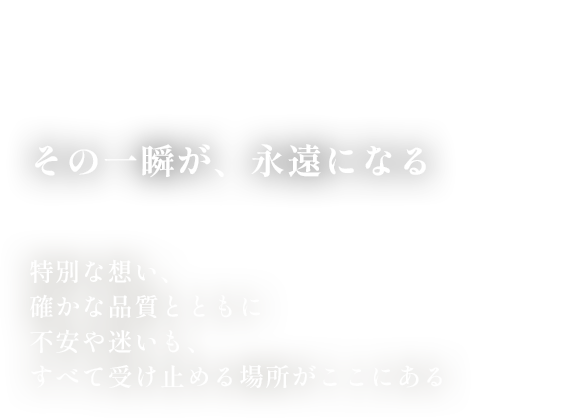 その一瞬が、永遠になる
特別な想い、
確かな品質とともに
不安や迷いも、
すべて受け止める場所がここにある